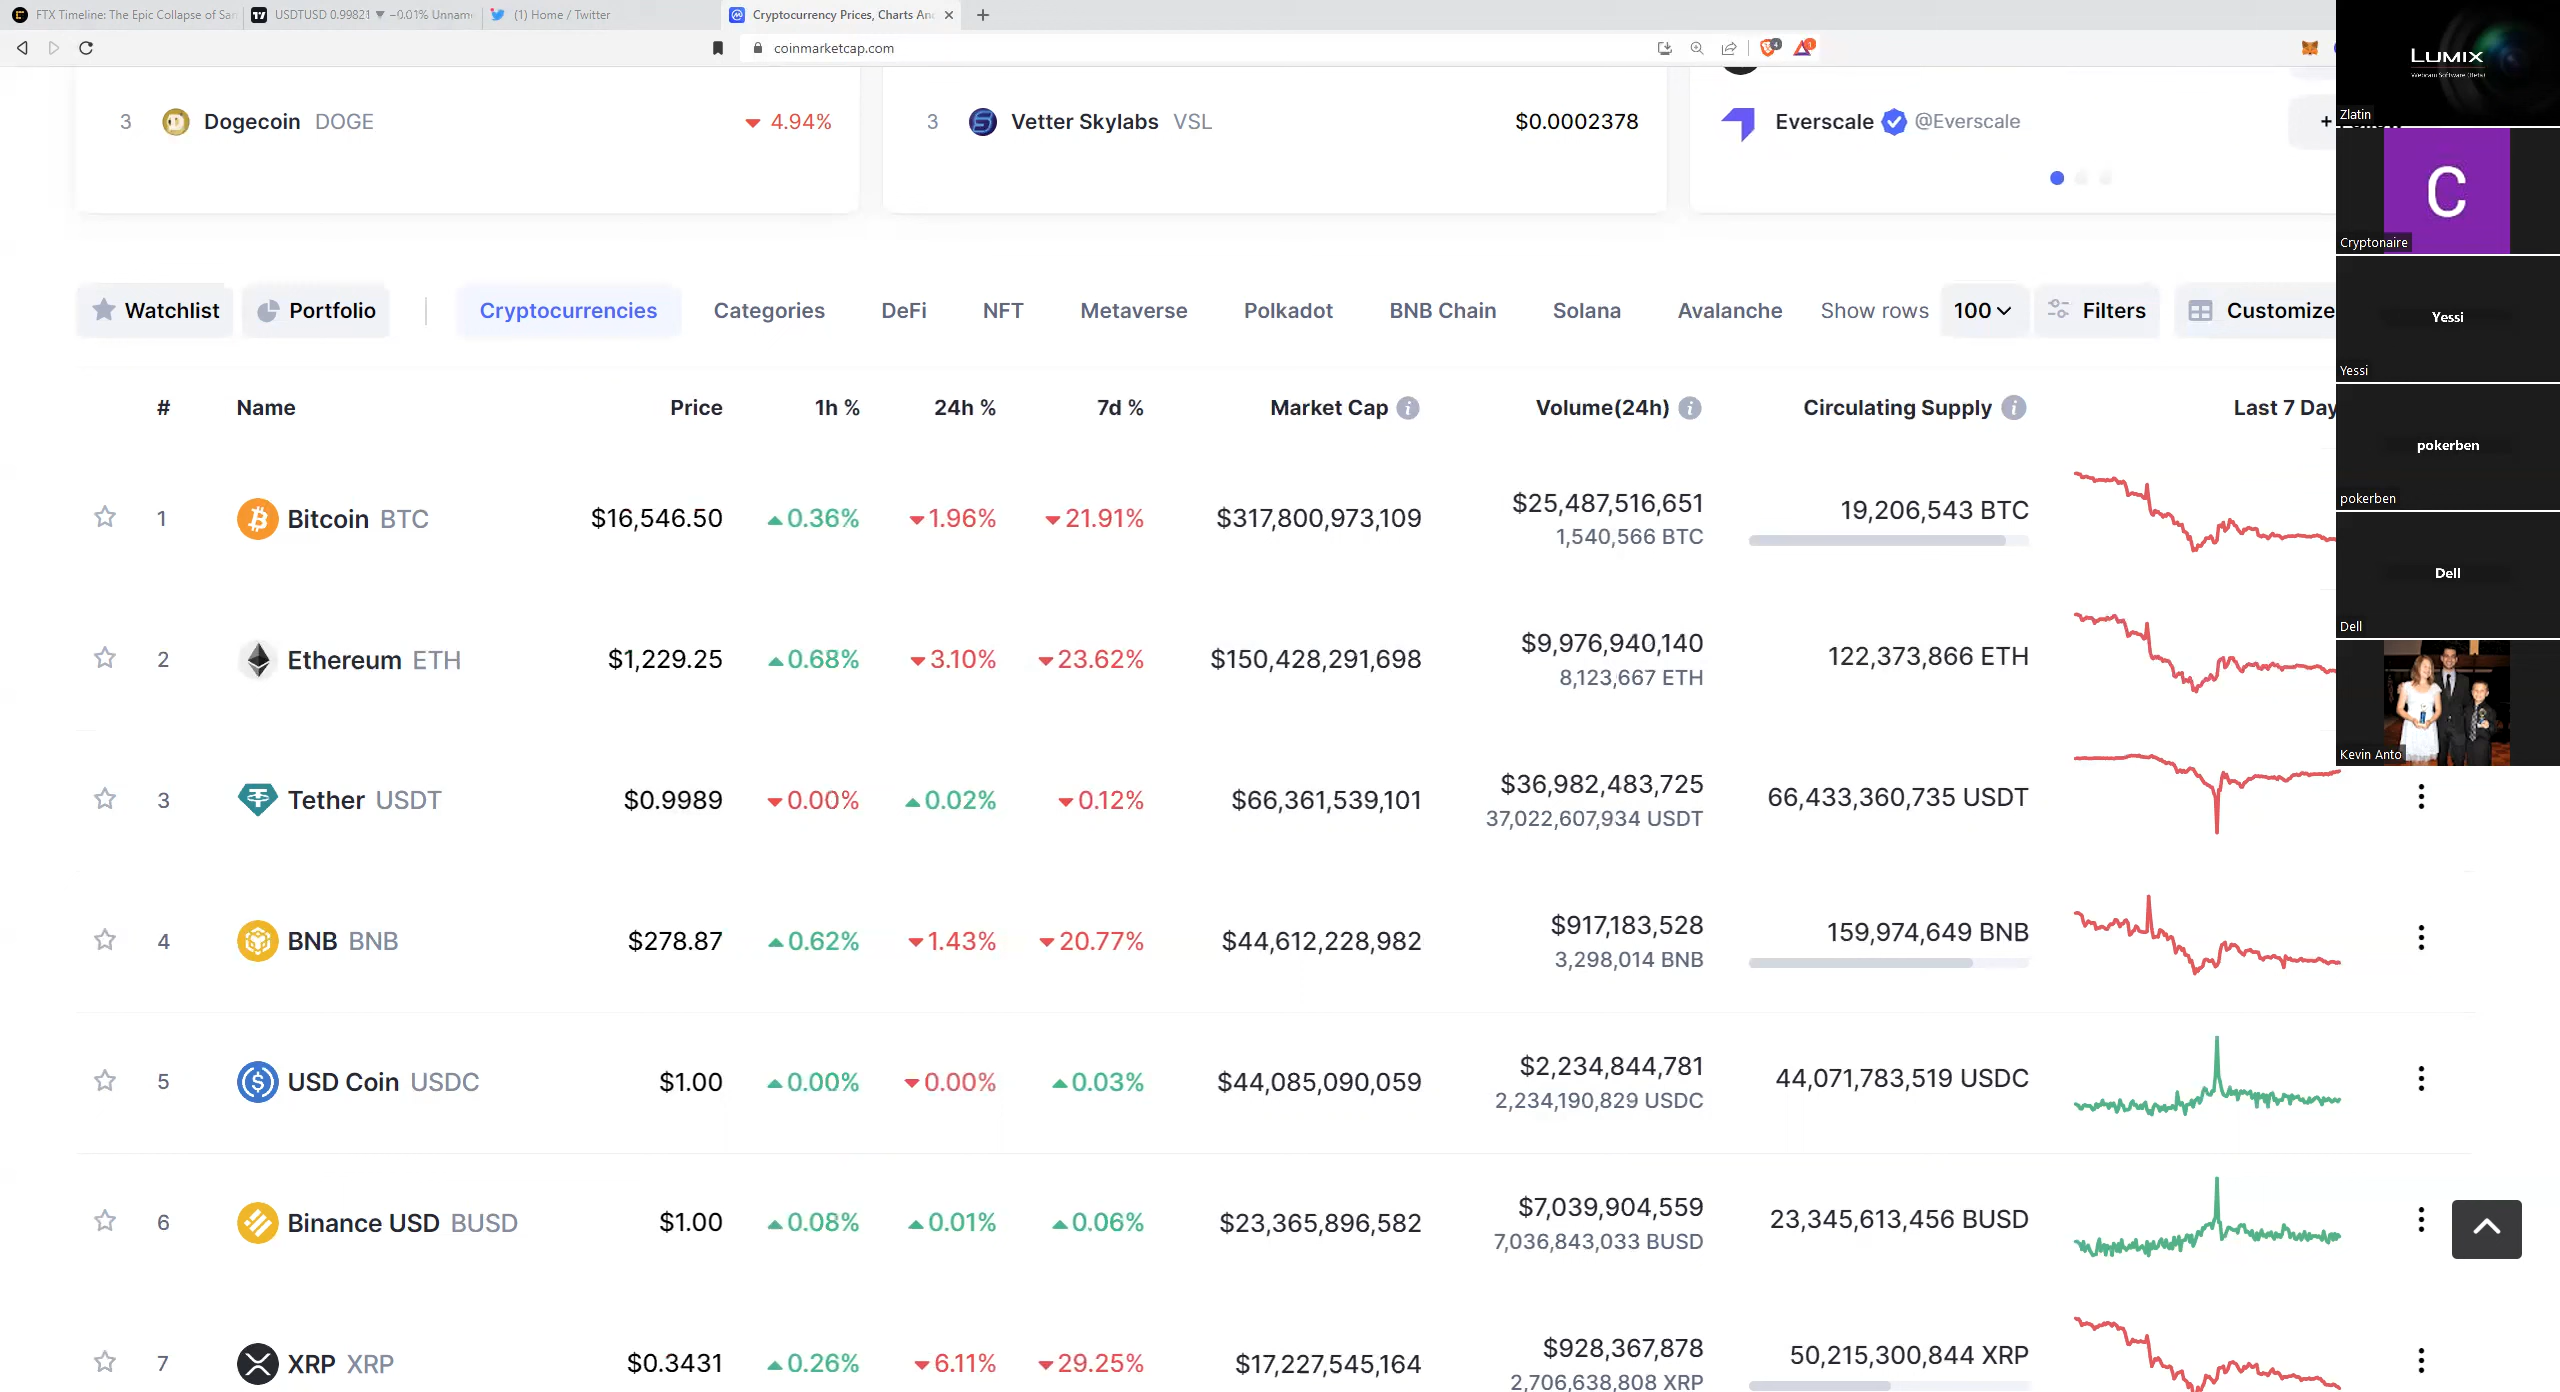 FTX Timeline: The Epic Collapse of Sa
USDTUSD 0.99821 ▼ −0.01% Unnam
(1) Home / Twitter
Cryptocurrency Prices, Charts An
coinmarketcap.com
LUMIX
Webcam Software (Beta)
Zlatin
3 Dogecoin DOGE 4.94%
3 Vetter Skylabs VSL $0.0002378
Everscale @Everscale
+
C
Cryptonaire
Watchlist Portfolio Cryptocurrencies Categories DeFi NFT Metaverse Polkadot BNB Chain Solana Avalanche Show rows 100 Filters Customize
Yessi
Yessi
# Name Price 1h % 24h % 7d % Market Cap Volume(24h) Circulating Supply Last 7 Day
pokerben
pokerben
1 Bitcoin BTC $16,546.50 0.36% 1.96% 21.91% $317,800,973,109 $25,487,516,651 19,206,543 BTC
1,540,566 BTC
Dell
Dell
2 Ethereum ETH $1,229.25 0.68% 3.10% 23.62% $150,428,291,698 $9,976,940,140 122,373,866 ETH
8,123,667 ETH
Kevin Anto
3 Tether USDT $0.9989 0.00% 0.02% 0.12% $66,361,539,101 $36,982,483,725 66,433,360,735 USDT
37,022,607,934 USDT
4 BNB BNB $278.87 0.62% 1.43% 20.77% $44,612,228,982 $917,183,528 159,974,649 BNB
3,298,014 BNB
5 USD Coin USDC $1.00 0.00% 0.00% 0.03% $44,085,090,059 $2,234,844,781 44,071,783,519 USDC
2,234,190,829 USDC
6 Binance USD BUSD $1.00 0.08% 0.01% 0.06% $23,365,896,582 $7,039,904,559 23,345,613,456 BUSD
7,036,843,033 BUSD
7 XRP XRP $0.3431 0.26% 6.11% 29.25% $17,227,545,164 $928,367,878 50,215,300,844 XRP
2,706,638,808 XRP